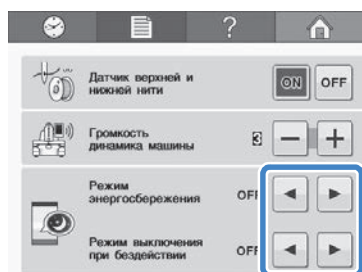 ?
Датчик верхней и
нижней нити
ON OFF
Громкость
динамика машины
3 − +
Режим
энергосбережения
OFF
Режим выключения
при бездействии
OFF